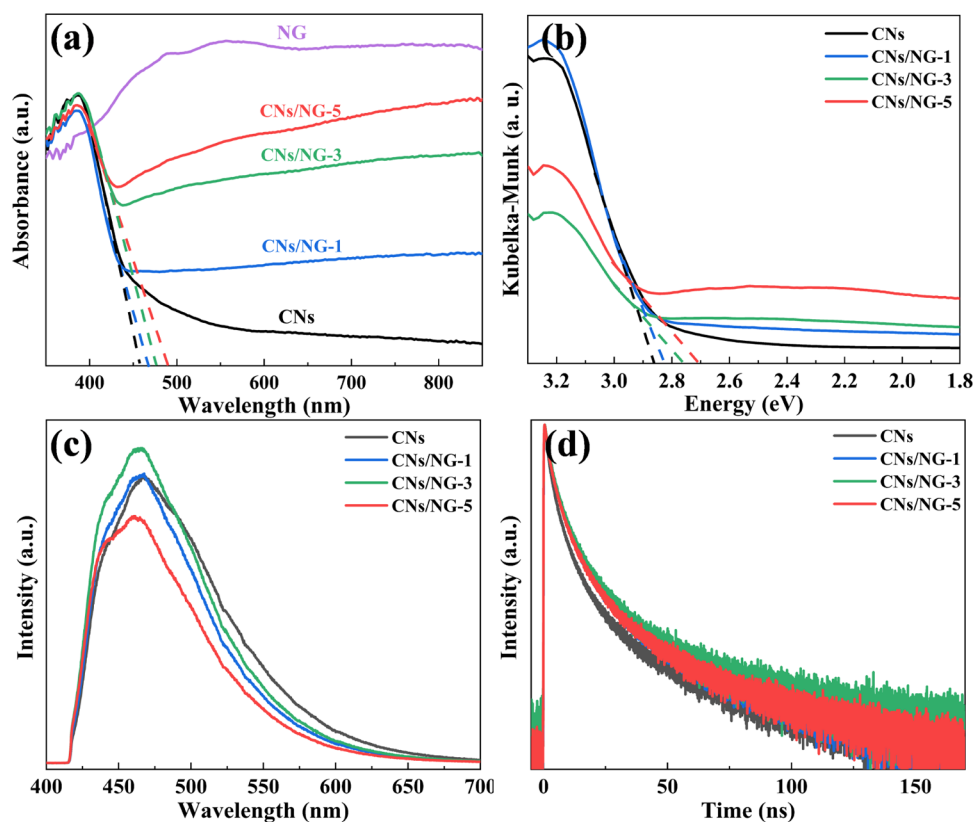 (a)
NG
CNs/NG-5
CNs/NG-3
CNs/NG-1
CNs
Absorbance (a.u.)
400 500 600 700 800
Wavelength (nm)
(b)
CNs
CNs/NG-1
CNs/NG-3
CNs/NG-5
Kubelka-Munk (a. u.)
3.2 3.0 2.8 2.6 2.4 2.2 2.0 1.8
Energy (eV)
(c)
CNs
CNs/NG-1
CNs/NG-3
CNs/NG-5
Intensity (a.u.)
400 450 500 550 600 650 700
Wavelength (nm)
(d)
CNs
CNs/NG-1
CNs/NG-3
CNs/NG-5
Intensity (a.u.)
0 50 100 150
Time (ns)